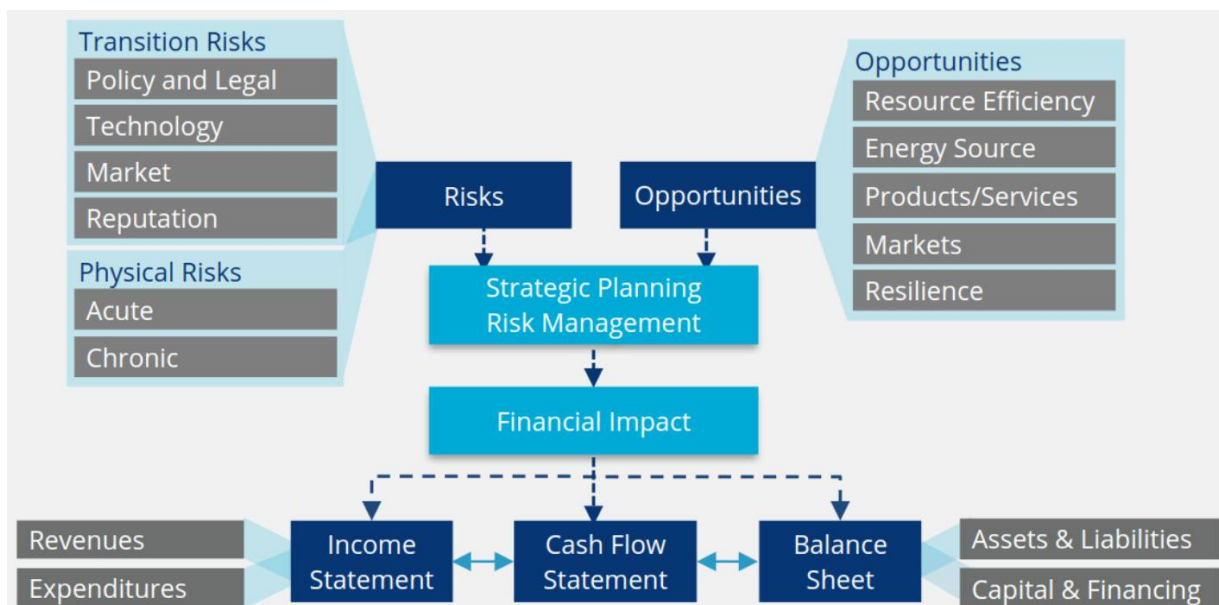 Transition Risks
Policy and Legal
Technology
Market
Reputation
Physical Risks
Acute
Chronic
Risks
Opportunities
Opportunities
Resource Efficiency
Energy Source
Products/Services
Markets
Resilience
Strategic Planning
Risk Management
Financial Impact
Revenues
Expenditures
Income
Statement
Cash Flow
Statement
Balance
Sheet
Assets & Liabilities
Capital & Financing